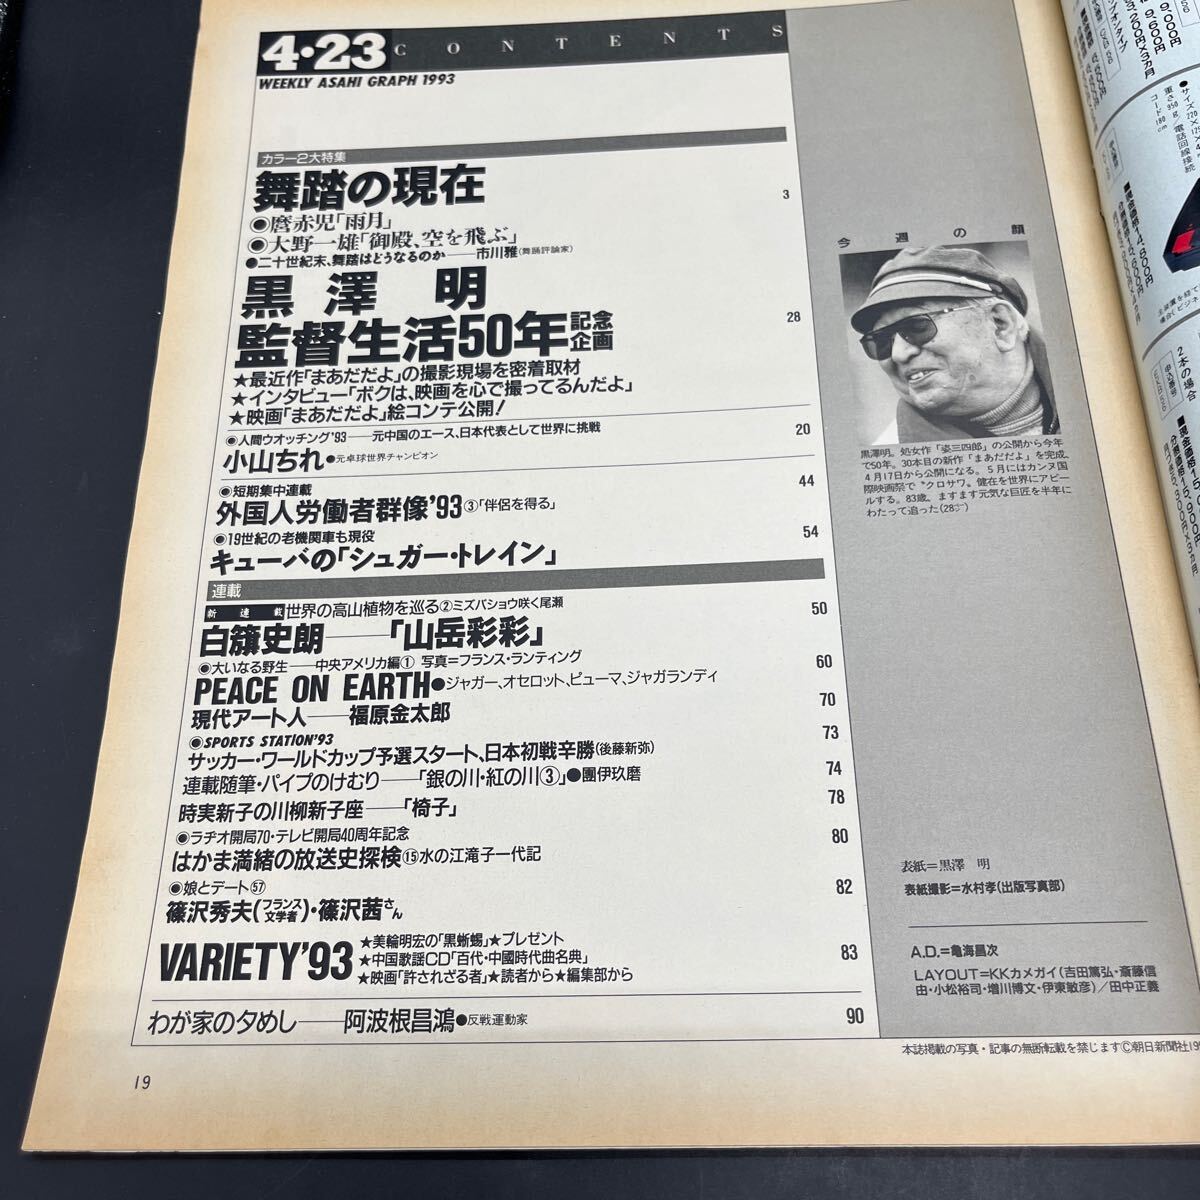 4・23 CONTENTS
WEEKLY ASAHI GRAPH 1993
カラー2大特集
舞踏の現在 3
●麿赤児「雨月」
●大野一雄「御殿、空を飛ぶ」
●二十世紀末、舞踏はどうなるのか——市川雅(舞踊評論家)
黒澤 明
監督生活50年記念企画 28
★最近作「まあだだよ」の撮影現場を密着取材
★インタビュー「ボクは、映画を心で撮ってるんだよ」
★映画「まあだだよ」絵コンテ公開!
●人間ウオッチング'93——元中国のエース、日本代表として世界に挑戦 20
小山ちれ●元卓球世界チャンピオン
●短期集中連載 44
外国人労働者群像'93③「伴侶を得る」
●19世紀の老機関車も現役 54
キューバの「シュガー・トレイン」
連載
新連載 世界の高山植物を巡る②ミズバショウ咲く尾瀬 50
白籏史朗——「山岳彩彩」
●大いなる野生——中央アメリカ編① 写真=フランス・ランティング 60
PEACE ON EARTH●ジャガー、オセロット、ピューマ、ジャガランディ
現代アート人——福原金太郎 70
●SPORTS STATION'93 73
サッカー・ワールドカップ予選スタート、日本初戦辛勝(後藤新弥)
連載随筆・パイプのけむり——「銀の川・紅の川③」●團伊玖磨 74
時実新子の川柳新子座——「椅子」 78
●ラヂオ開局70・テレビ開局40周年記念 80
はかま満緒の放送史探検⑮水の江滝子一代記
●娘とデート㊼ 82
篠沢秀夫(フランス文学者)・篠沢茜さん
VARIETY'93 83
★美輪明宏の「黒蜥蜴」★プレゼント
★中国歌謡CD「百代・中國時代曲名典」
★映画「許されざる者」★読者から★編集部から
わが家の夕めし——阿波根昌鴻●反戦運動家 90
19
今週の顔
黒澤明。処女作「姿三四郎」の公開から今年
で50年。30本目の新作「まあだだよ」を完成、
4月17日から公開になる。5月にはカンヌ国
際映画祭で〝クロサワ〟健在を世界にアピー
ルする。83歳、ますます元気な巨匠を半年に
わたって追った(28㌻)
表紙=黒澤 明
表紙撮影=水村孝(出版写真部)
A.D.=亀海昌次
LAYOUT=KKカメガイ(吉田篤弘・斎藤信
由・小松裕司・増川博文・伊東敏彦)/田中正義
本誌掲載の写真・記事の無断転載を禁じます©朝日新聞社199